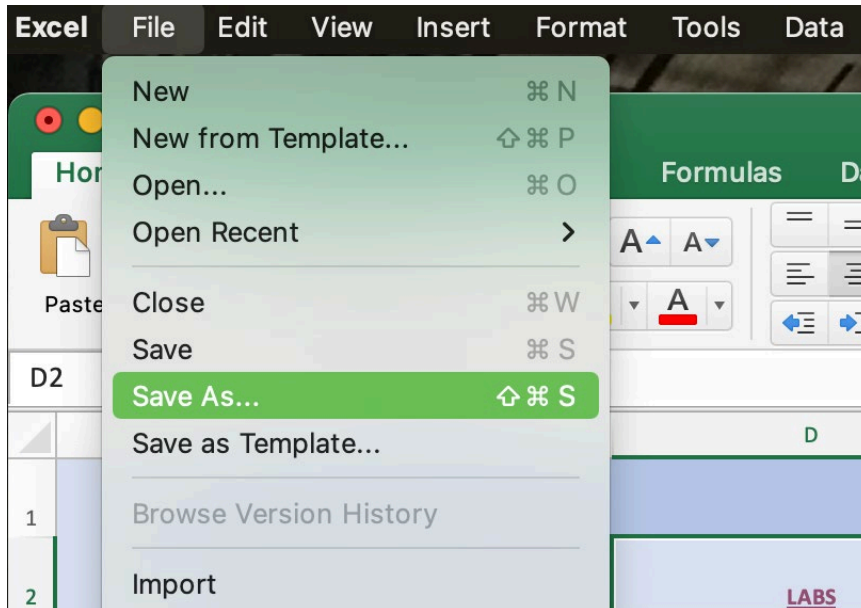 Excel File Edit View Insert Format Tools Data
New ⌘ N
New from Template... ⇧ ⌘ P
Open... ⌘ O
Open Recent >
Close ⌘ W
Save ⌘ S
Save As... ⇧ ⌘ S
Save as Template...
Browse Version History
Import
Formulas
Paste
A A
A
D2
D
1
2
LABS